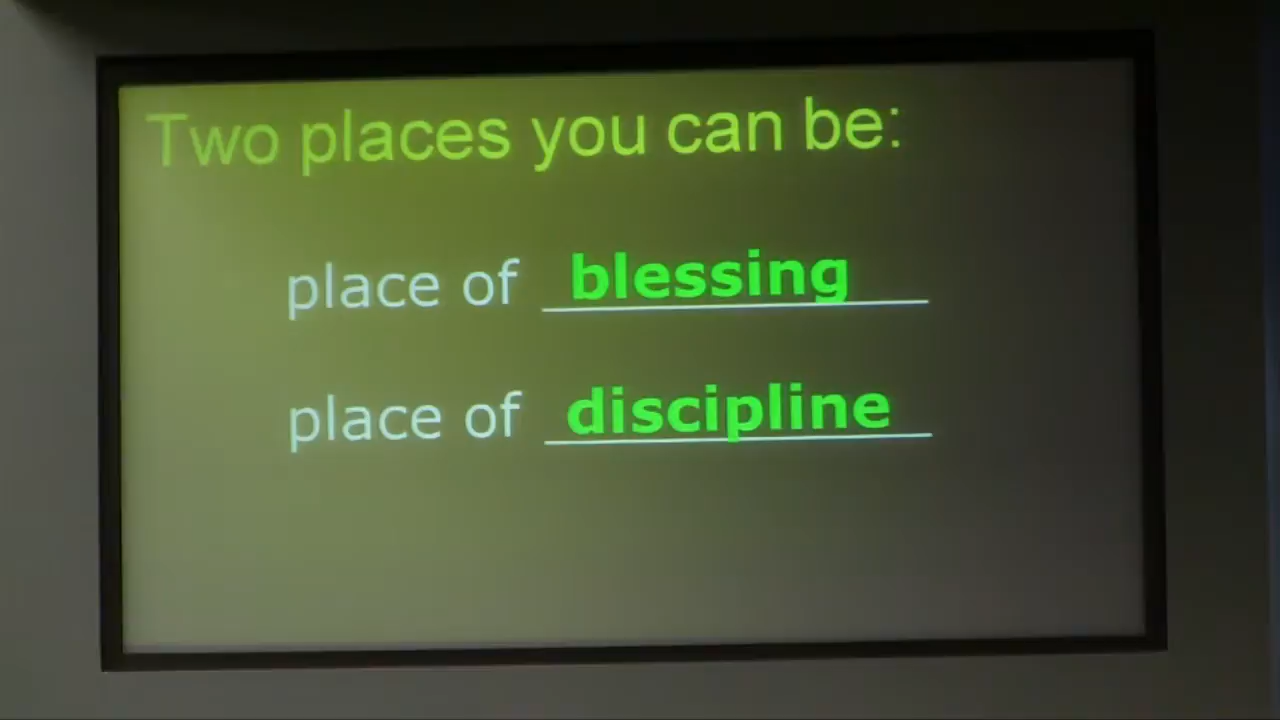 Two places you can be:
place of blessing
place of discipline